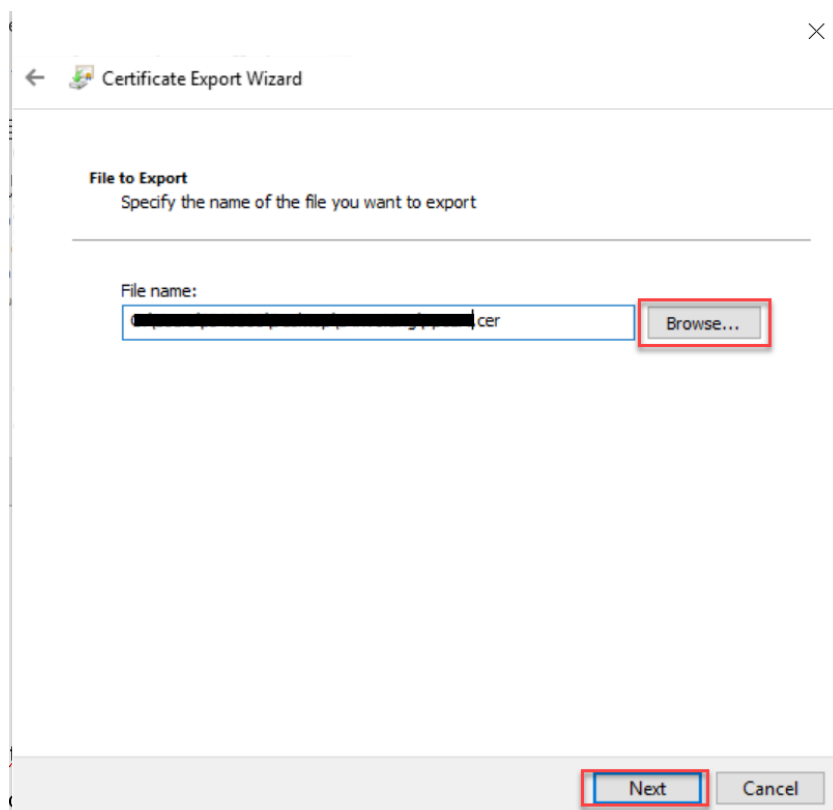 Certificate Export Wizard
File to Export
Specify the name of the file you want to export
File name:
.cer
Browse...
Next
Cancel